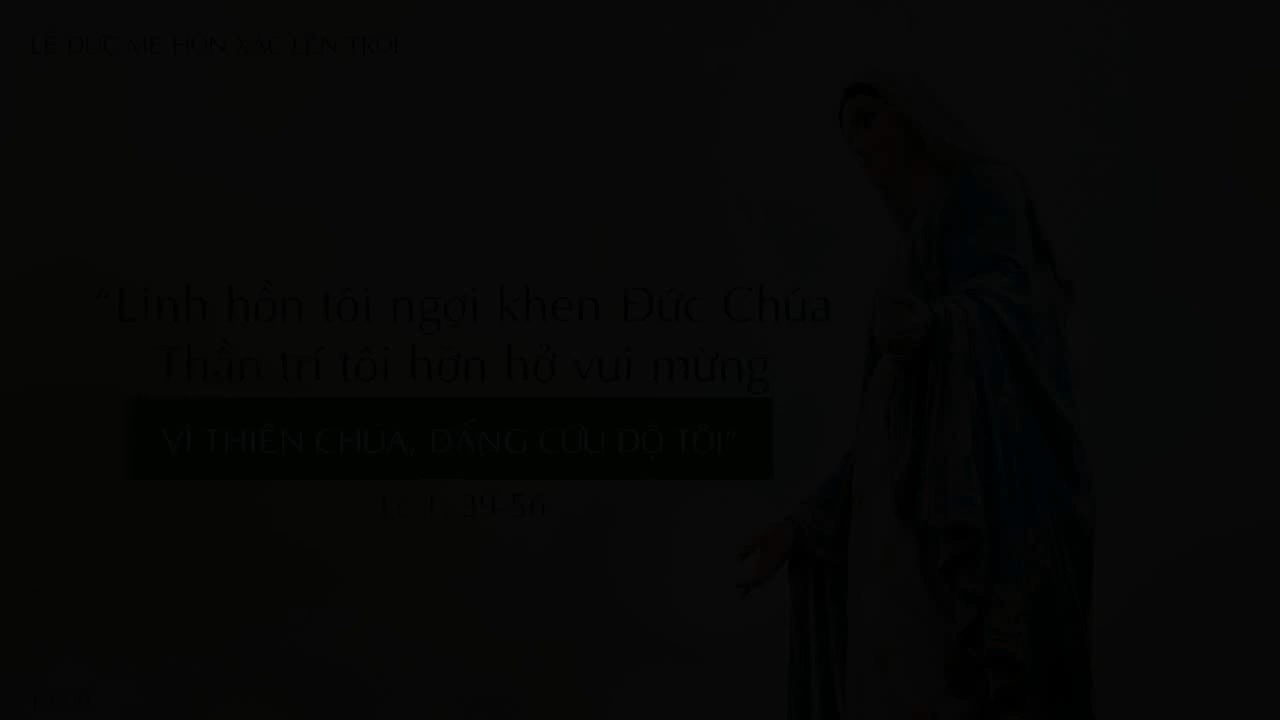 LỄ ĐỨC MẸ HỒN XÁC LÊN TRỜI
“Linh hồn tôi ngợi khen Đức Chúa
Thần trí tôi hớn hở vui mừng
VÌ THIÊN CHÚA, ĐẤNG CỨU ĐỘ TÔI”
Lc 1, 39-56